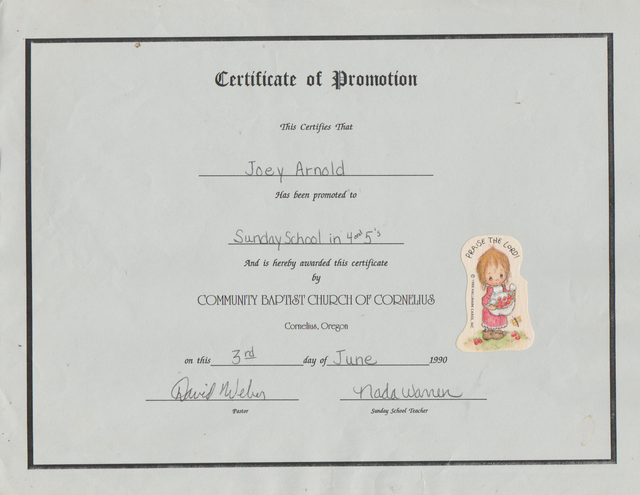 Certificate of Promotion
This Certifies That
Joey Arnold
Has been promoted to
Sunday School in 4 and 5's
And is hereby awarded this certificate
by
COMMUNITY BAPTIST CHURCH OF CORNELIUS
Cornelius, Oregon
on this 3rd day of June 1990
David Weber Nada Warren
Pastor Sunday School Teacher
PRAISE THE LORD!